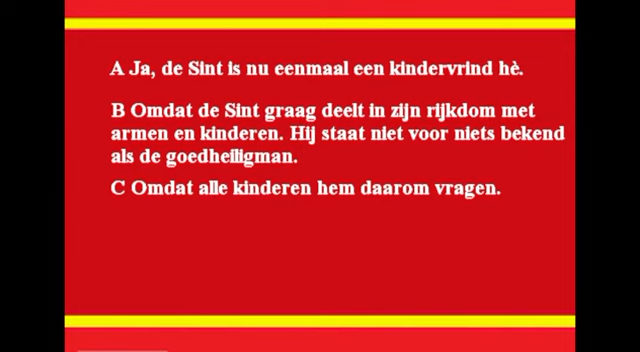 A Ja, de Sint is nu eenmaal een kindervrind hè.
B Omdat de Sint graag deelt in zijn rijkdom met
armen en kinderen. Hij staat niet voor niets bekend
als de goedheiligman.
C Omdat alle kinderen hem daarom vragen.